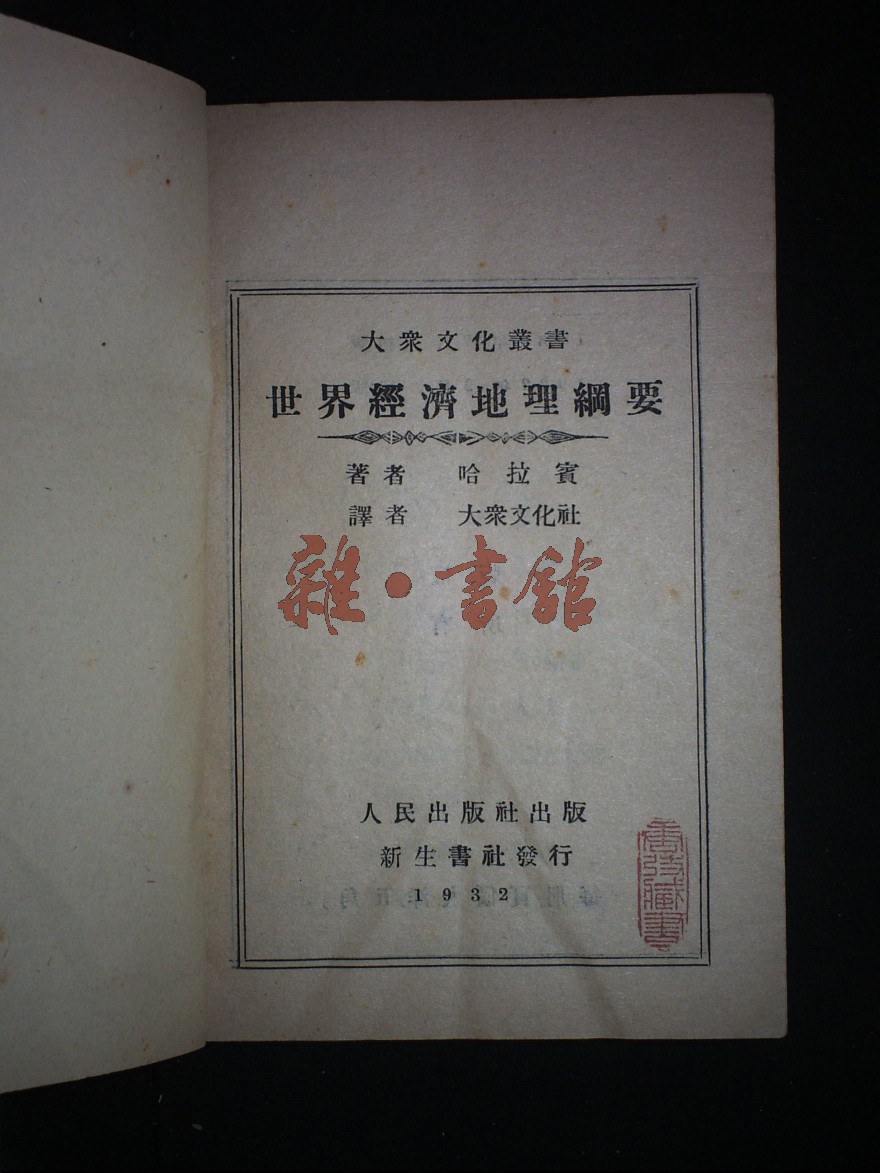 大衆文化叢書
世界經濟地理綱要
著者 哈拉賓
譯者 大衆文化社
雜·書館
人民出版社出版
新生書社發行
1932
藏書